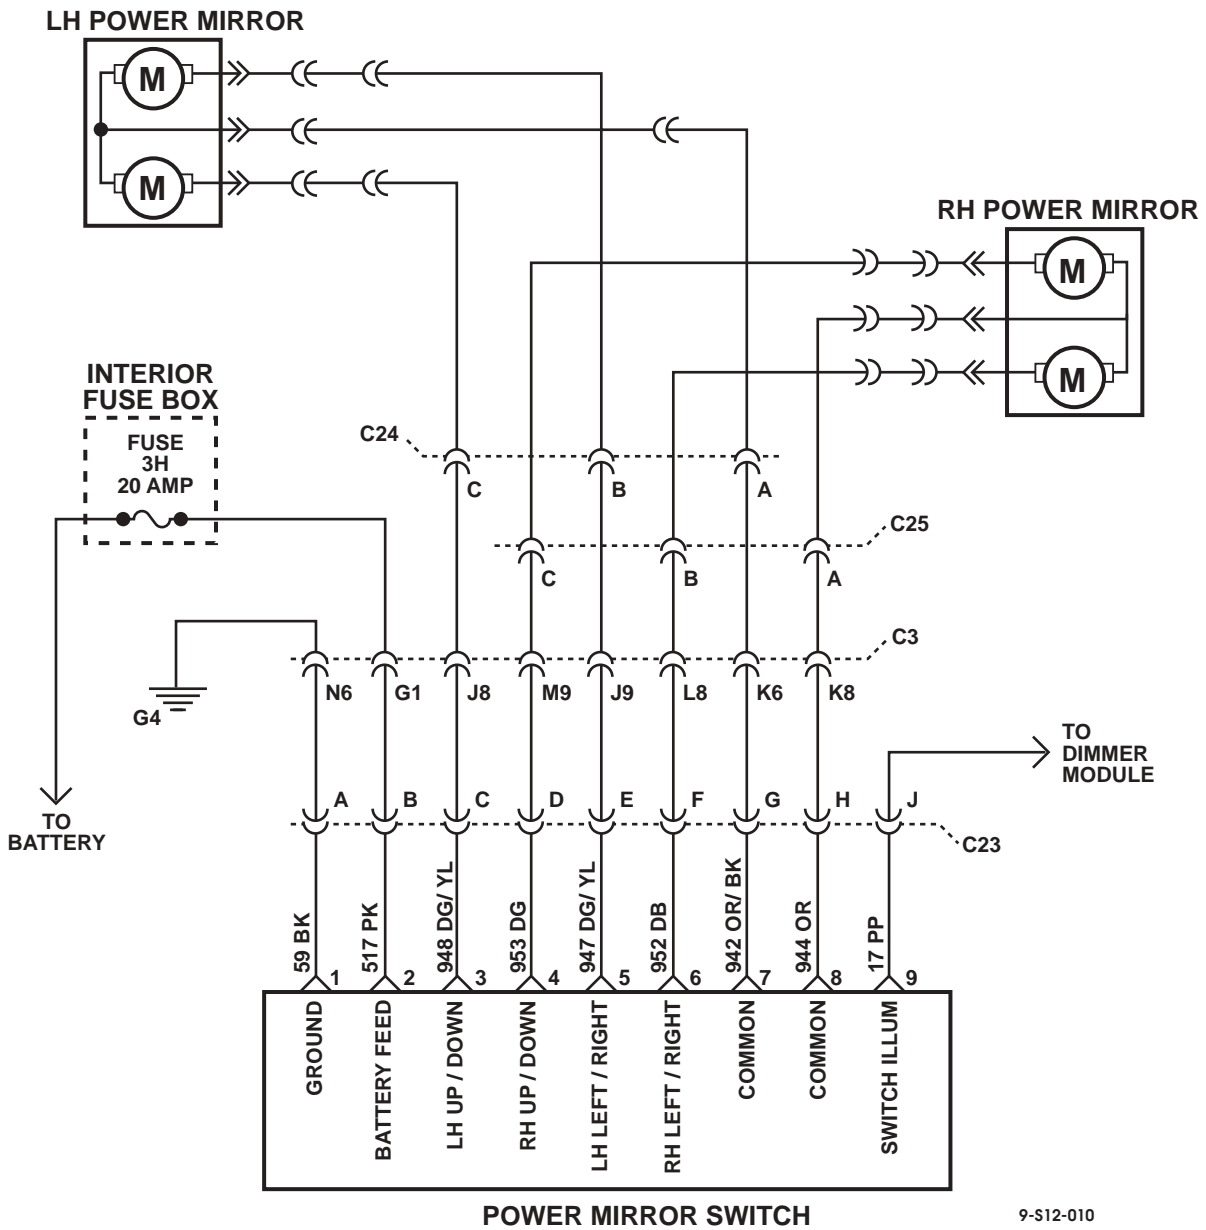 LH POWER MIRROR
M
M
RH POWER MIRROR
M
M
INTERIOR
FUSE BOX
FUSE
3H
20 AMP
C24
C B A
C25
C B A
C3
N6 G1 J8 M9 J9 L8 K6 K8
G4
TO
DIMMER
MODULE
TO
BATTERY
A B C D E F G H J
C23
59 BK
517 PK
948 DG/ YL
953 DG
947 DG/ YL
952 DB
942 OR/ BK
944 OR
17 PP
1 2 3 4 5 6 7 8 9
GROUND
BATTERY FEED
LH UP / DOWN
RH UP / DOWN
LH LEFT / RIGHT
RH LEFT / RIGHT
COMMON
COMMON
SWITCH ILLUM
POWER MIRROR SWITCH
9-S12-010